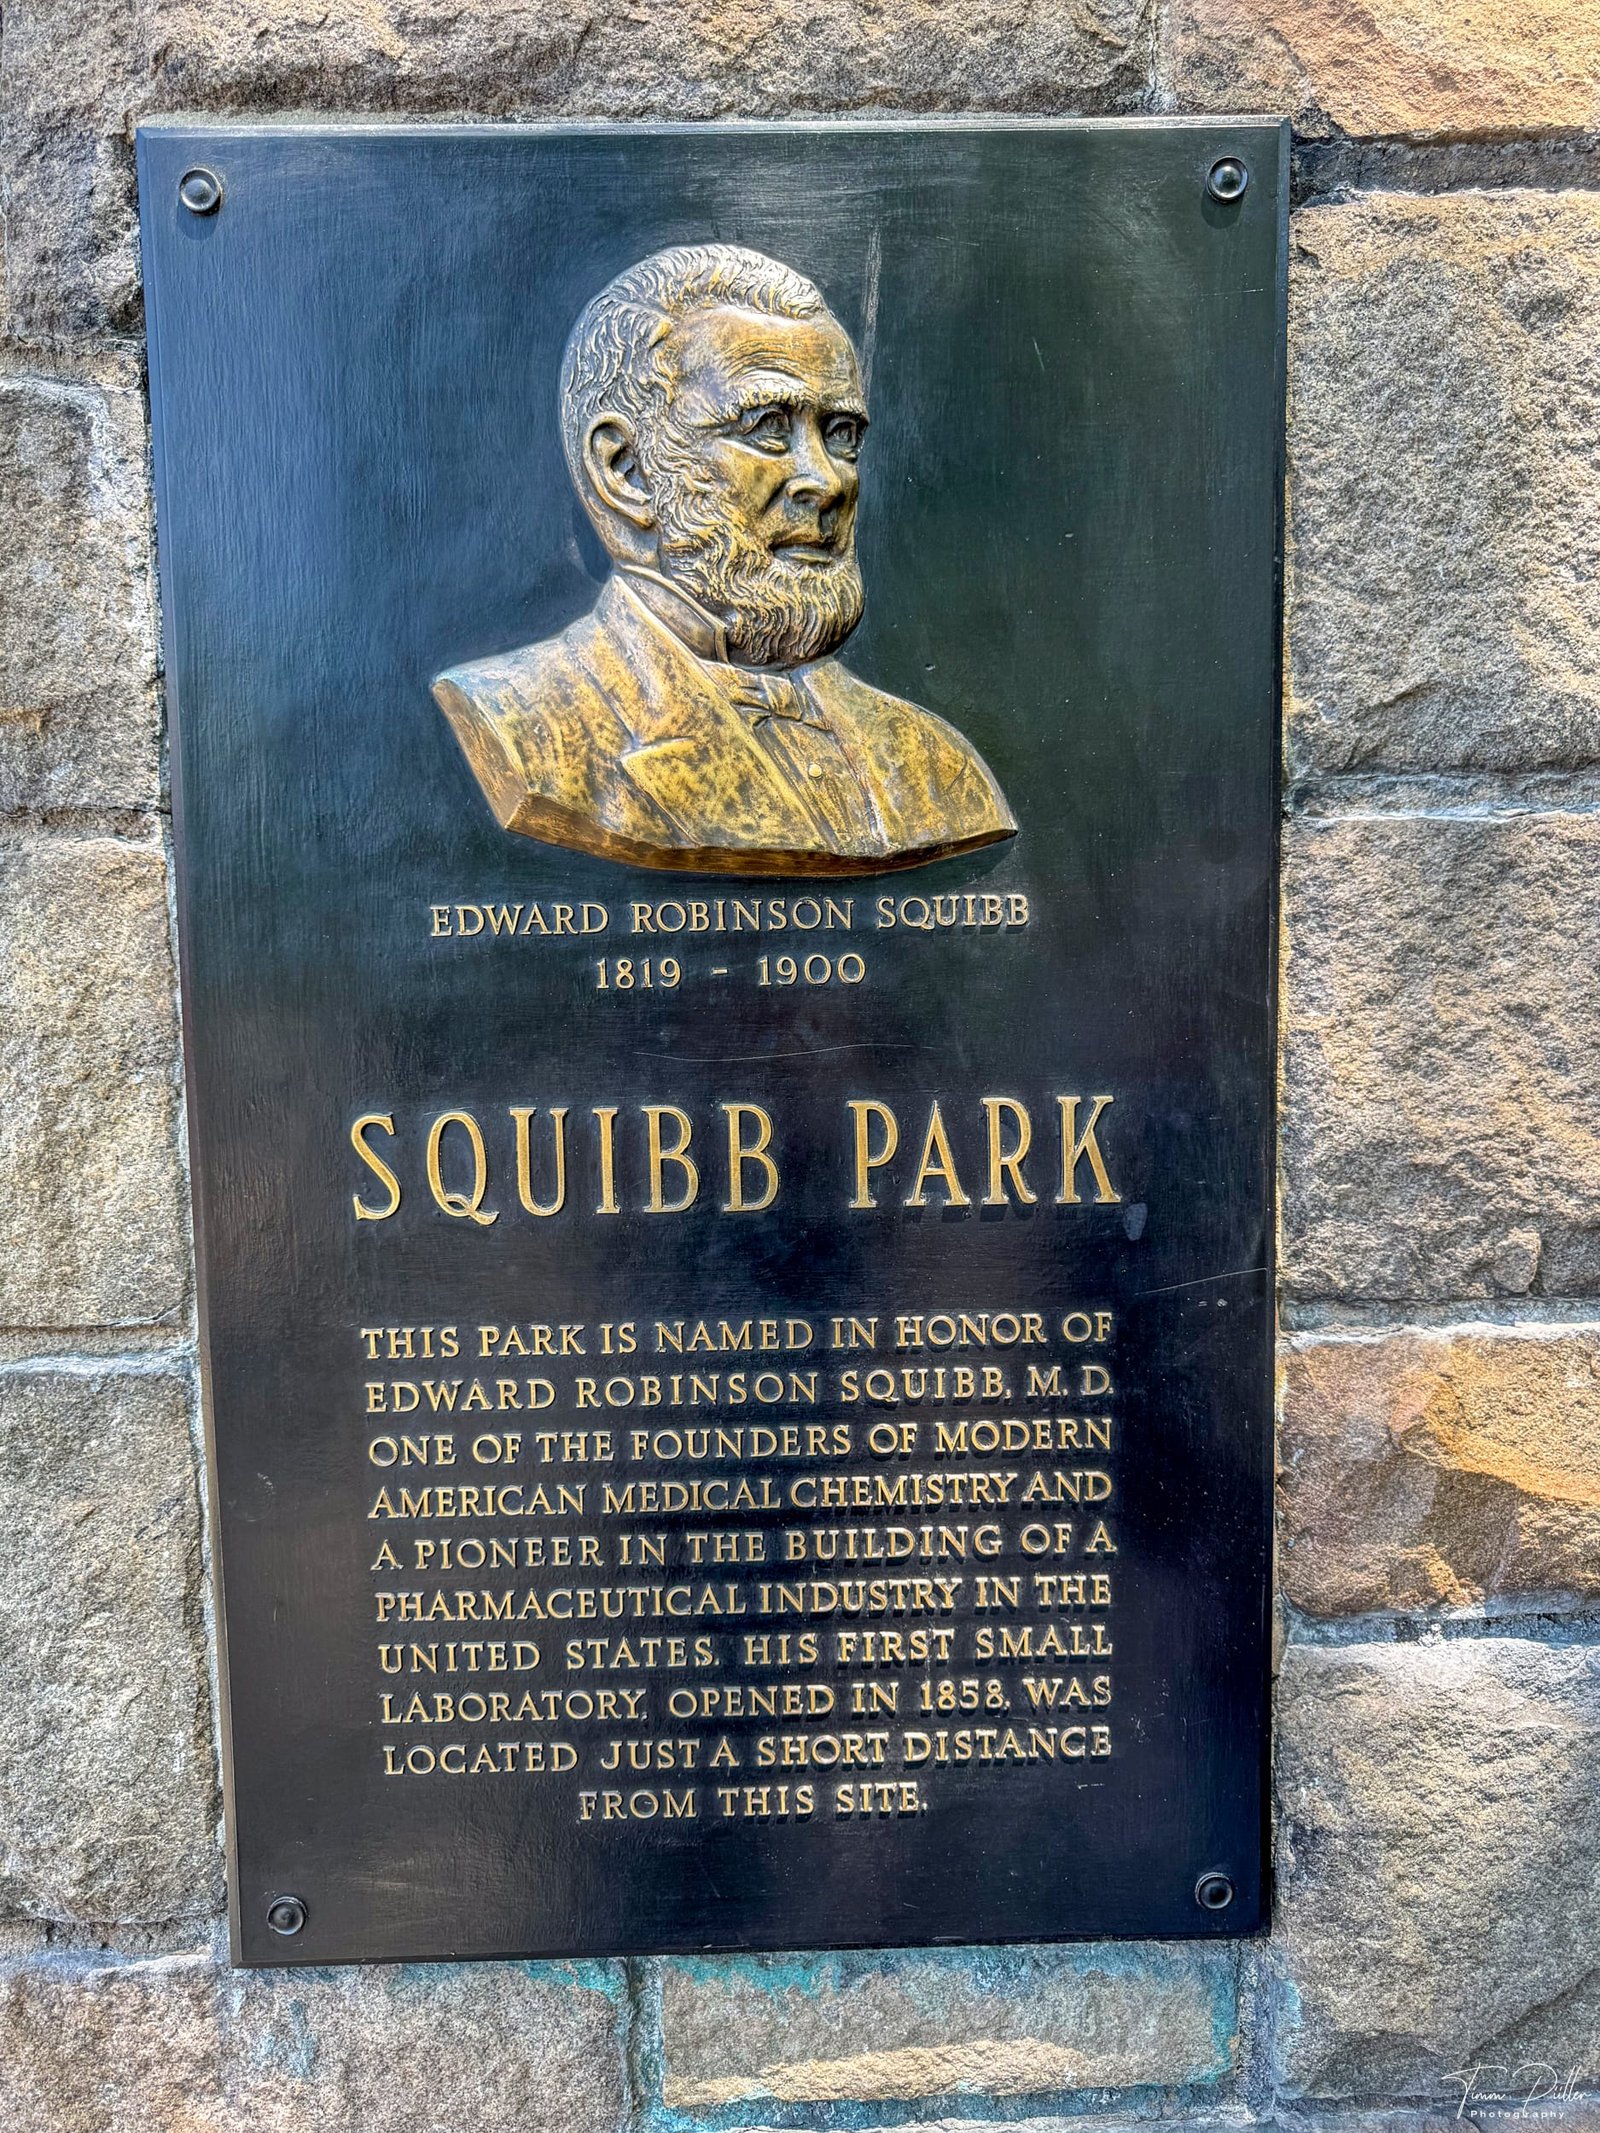 EDWARD ROBINSON SQUIBB
1819 - 1900
SQUIBB PARK
THIS PARK IS NAMED IN HONOR OF
EDWARD ROBINSON SQUIBB, M. D.
ONE OF THE FOUNDERS OF MODERN
AMERICAN MEDICAL CHEMISTRY AND
A PIONEER IN THE BUILDING OF A
PHARMACEUTICAL INDUSTRY IN THE
UNITED STATES. HIS FIRST SMALL
LABORATORY, OPENED IN 1858, WAS
LOCATED JUST A SHORT DISTANCE
FROM THIS SITE.
Photography